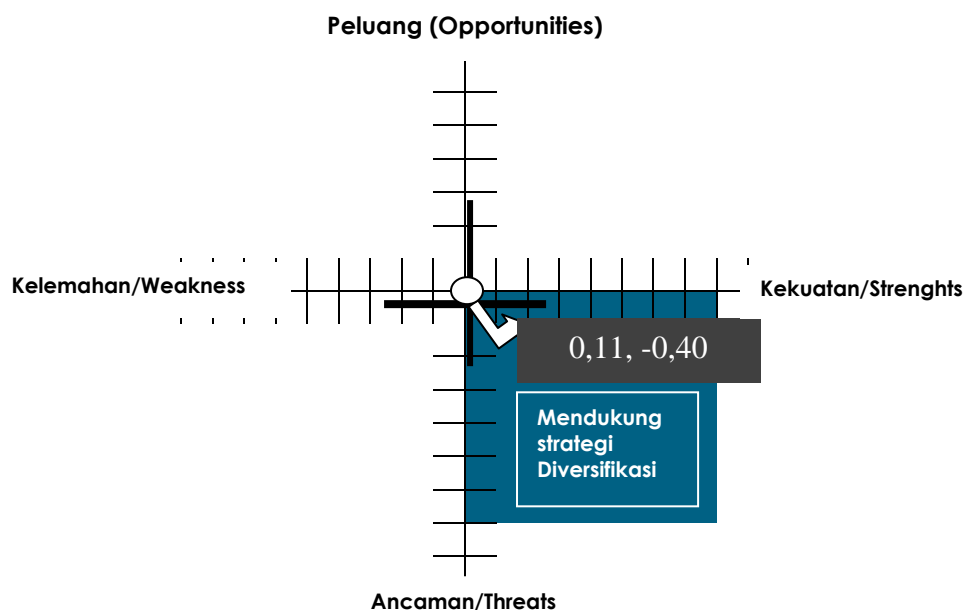 Peluang (Opportunities)
Kelemahan/Weakness
Kekuatan/Strenghts
0,11, -0,40
Mendukung
strategi
Diversifikasi
Ancaman/Threats